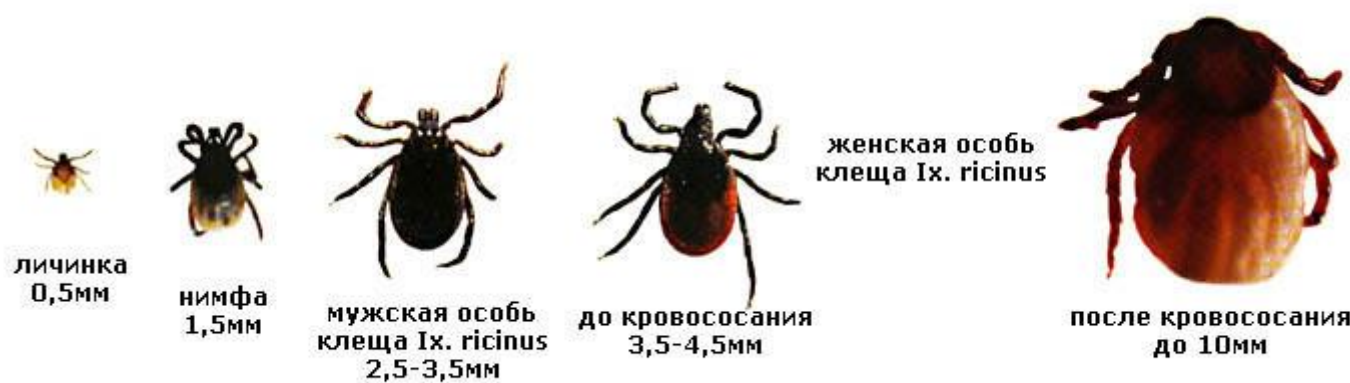 личинка
0,5мм
нимфа
1,5мм
мужская особь
клеща Ix. ricinus
2,5-3,5мм
до кровососания
3,5-4,5мм
женская особь
клеща Ix. ricinus
после кровососания
до 10мм